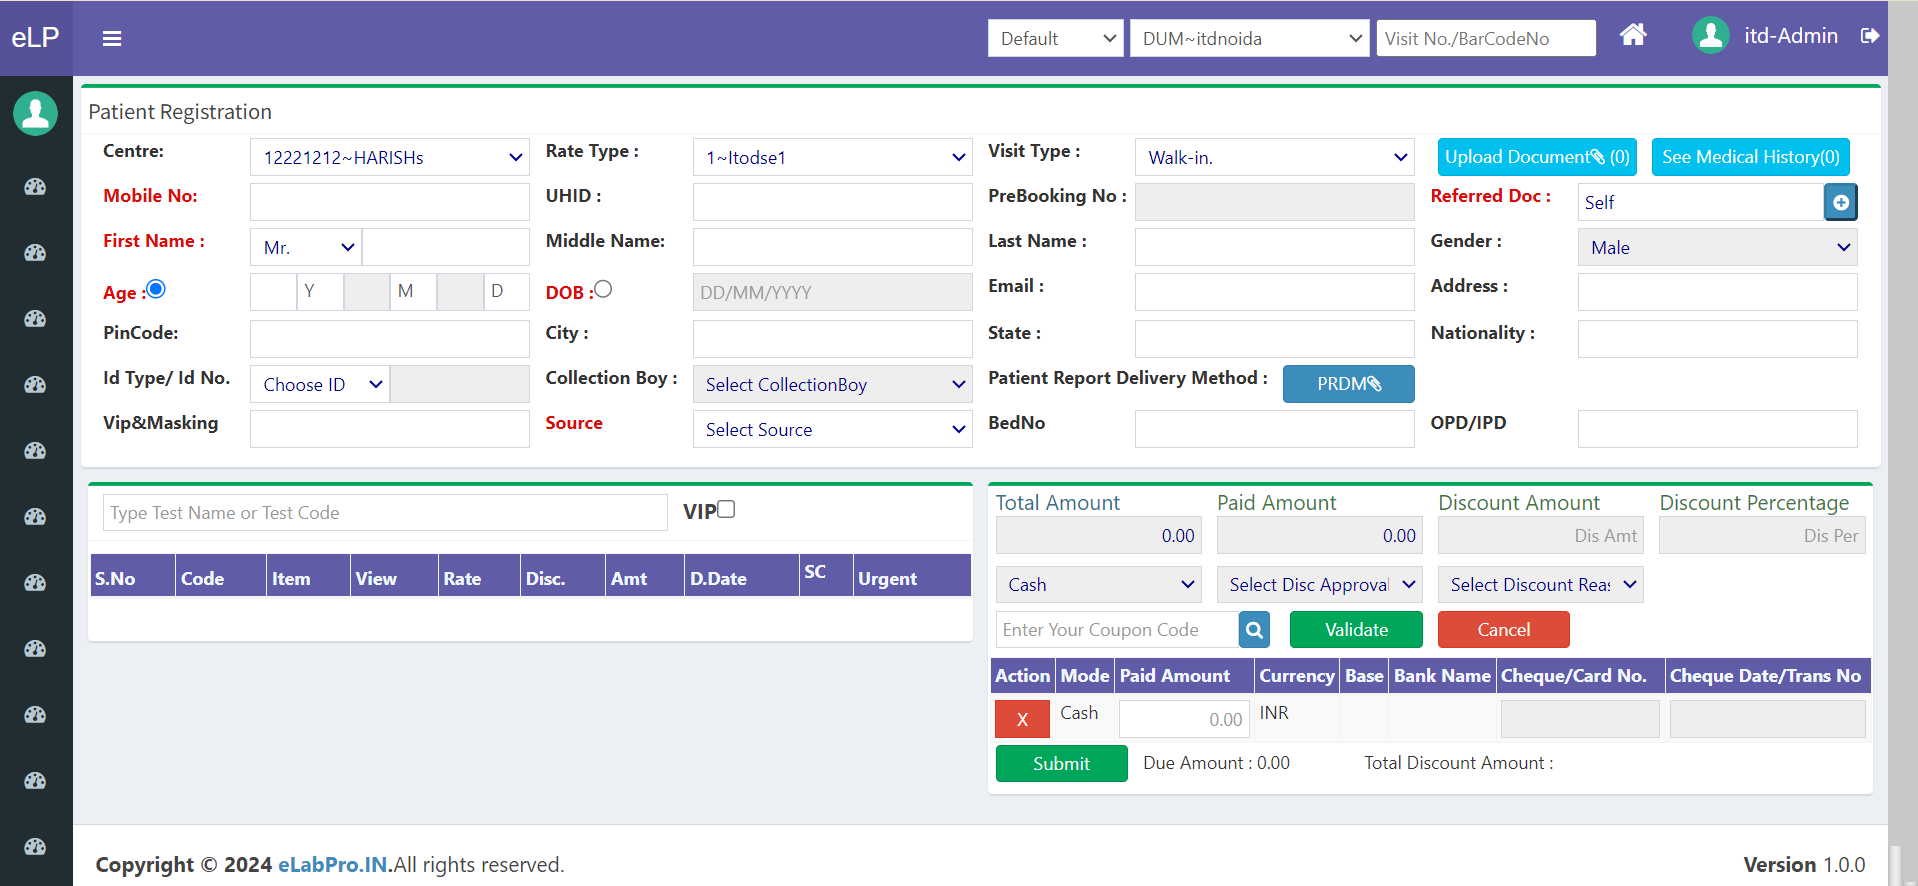 eLP
Default DUM~itdnoida Visit No./BarCodeNo itd-Admin
Patient Registration
Centre: 12221212~HARISHs Rate Type : 1~Itodse1 Visit Type : Walk-in. Upload Document (0) See Medical History(0)
Mobile No: UHID : PreBooking No : Referred Doc : Self
First Name : Mr. Middle Name: Last Name : Gender : Male
Age : Y M D DOB : DD/MM/YYYY Email : Address :
PinCode: City : State : Nationality :
Id Type/ Id No. Choose ID Collection Boy : Select CollectionBoy Patient Report Delivery Method : PRDM
Vip&Masking Source Select Source BedNo OPD/IPD
Type Test Name or Test Code VIP
S.No Code Item View Rate Disc. Amt D.Date SC Urgent
Total Amount Paid Amount Discount Amount Discount Percentage
0.00 0.00 Dis Amt Dis Per
Cash Select Disc Approval Select Discount Reas
Enter Your Coupon Code Validate Cancel
Action Mode Paid Amount Currency Base Bank Name Cheque/Card No. Cheque Date/Trans No
X Cash 0.00 INR
Submit Due Amount : 0.00 Total Discount Amount :
Copyright © 2024 eLabPro.IN.All rights reserved. Version 1.0.0